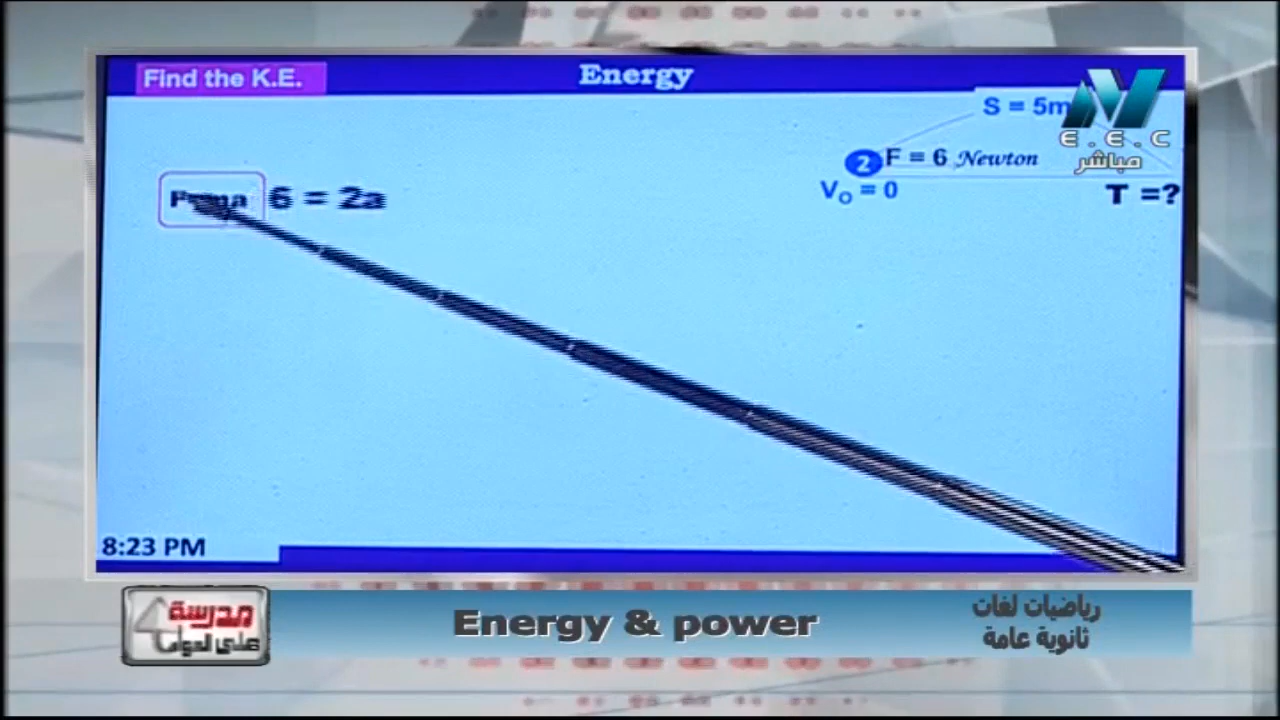 Find the K.E.
Energy
S = 5m
E.E.C
مباشر
2 F = 6 Newton
V₀ = 0
T =?
6 = 2a
8:23 PM
مدرسة
على الهواء
Energy & power
رياضيات لغات
ثانوية عامة